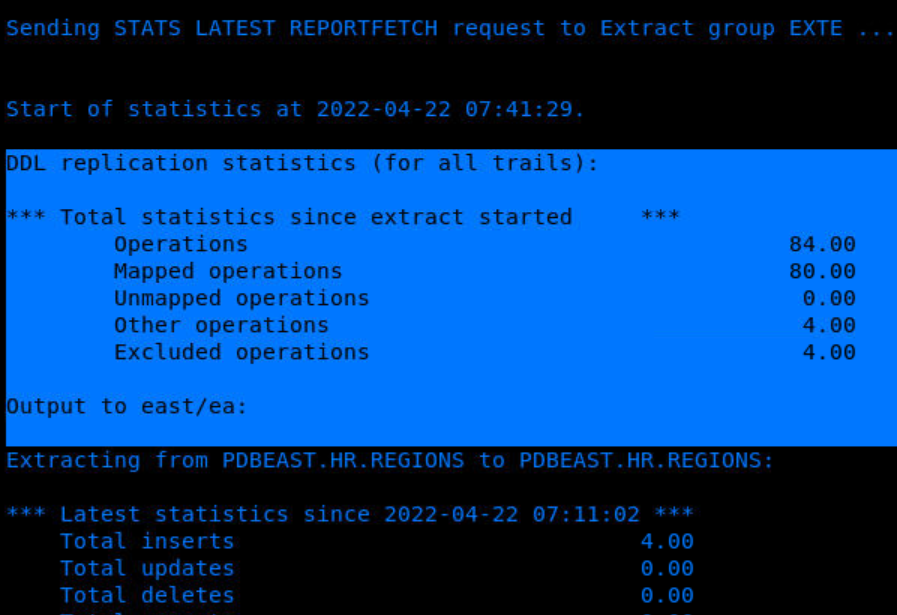 Sending STATS LATEST REPORTFETCH request to Extract group EXTE ...
Start of statistics at 2022-04-22 07:41:29.
DDL replication statistics (for all trails):
*** Total statistics since extract started     ***
Operations 84.00
Mapped operations 80.00
Unmapped operations 0.00
Other operations 4.00
Excluded operations 4.00
Output to east/ea:
Extracting from PDBEAST.HR.REGIONS to PDBEAST.HR.REGIONS:
*** Latest statistics since 2022-04-22 07:11:02 ***
Total inserts 4.00
Total updates 0.00
Total deletes 0.00